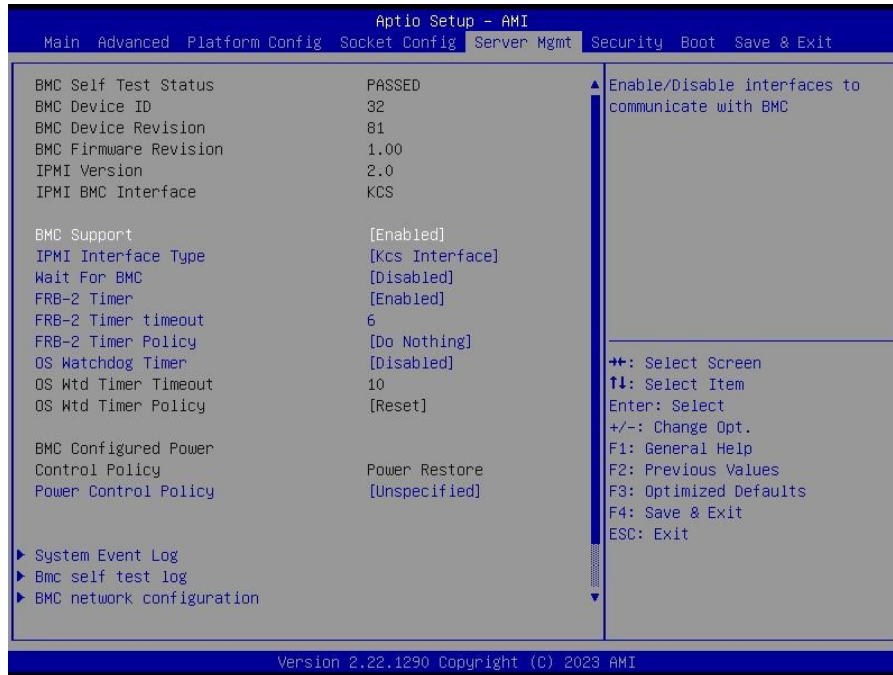 Aptio Setup - AMI
Main Advanced Platform Config Socket Config Server Mgmt Security Boot Save & Exit
BMC Self Test Status PASSED
BMC Device ID 32
BMC Device Revision 81
BMC Firmware Revision 1.00
IPMI Version 2.0
IPMI BMC Interface KCS
BMC Support [Enabled]
IPMI Interface Type [Kcs Interface]
Wait For BMC [Disabled]
FRB-2 Timer [Enabled]
FRB-2 Timer timeout 6
FRB-2 Timer Policy [Do Nothing]
OS Watchdog Timer [Disabled]
OS Wtd Timer Timeout 10
OS Wtd Timer Policy [Reset]
BMC Configured Power
Control Policy Power Restore
Power Control Policy [Unspecified]
System Event Log
Bmc self test log
BMC network configuration
Enable/Disable interfaces to
communicate with BMC
→←: Select Screen
↑↓: Select Item
Enter: Select
+/-: Change Opt.
F1: General Help
F2: Previous Values
F3: Optimized Defaults
F4: Save & Exit
ESC: Exit
Version 2.22.1290 Copyright (C) 2023 AMI